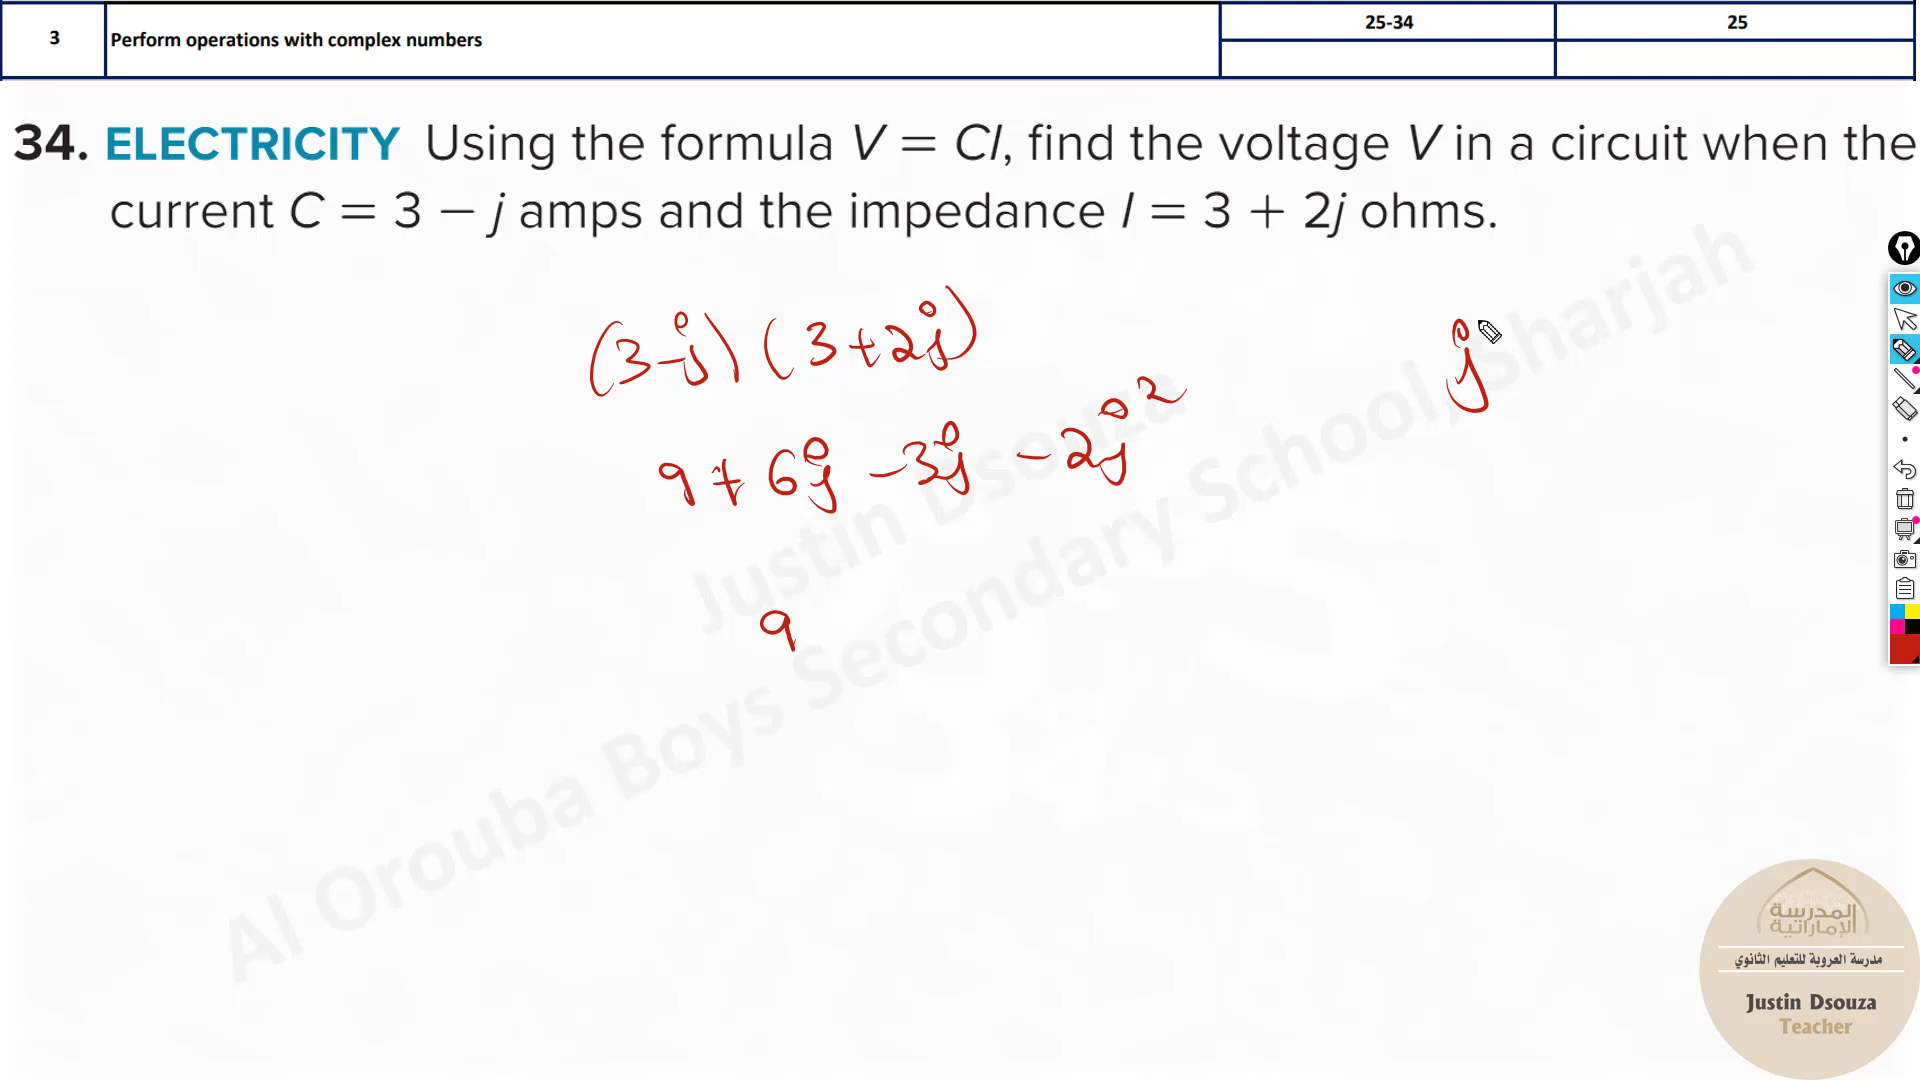 3 Perform operations with complex numbers 25-34 25
34. ELECTRICITY Using the formula V = CI, find the voltage V in a circuit when the
current C = 3 − j amps and the impedance I = 3 + 2j ohms.
(3-j)(3+2j)
j
9+6j-3j-2j²
9
Justin Dsouza
Al Orouba Boys Secondary School, Sharjah
المدرسة
الإماراتية
مدرسة العروبة للتعليم الثانوي
Justin Dsouza
Teacher